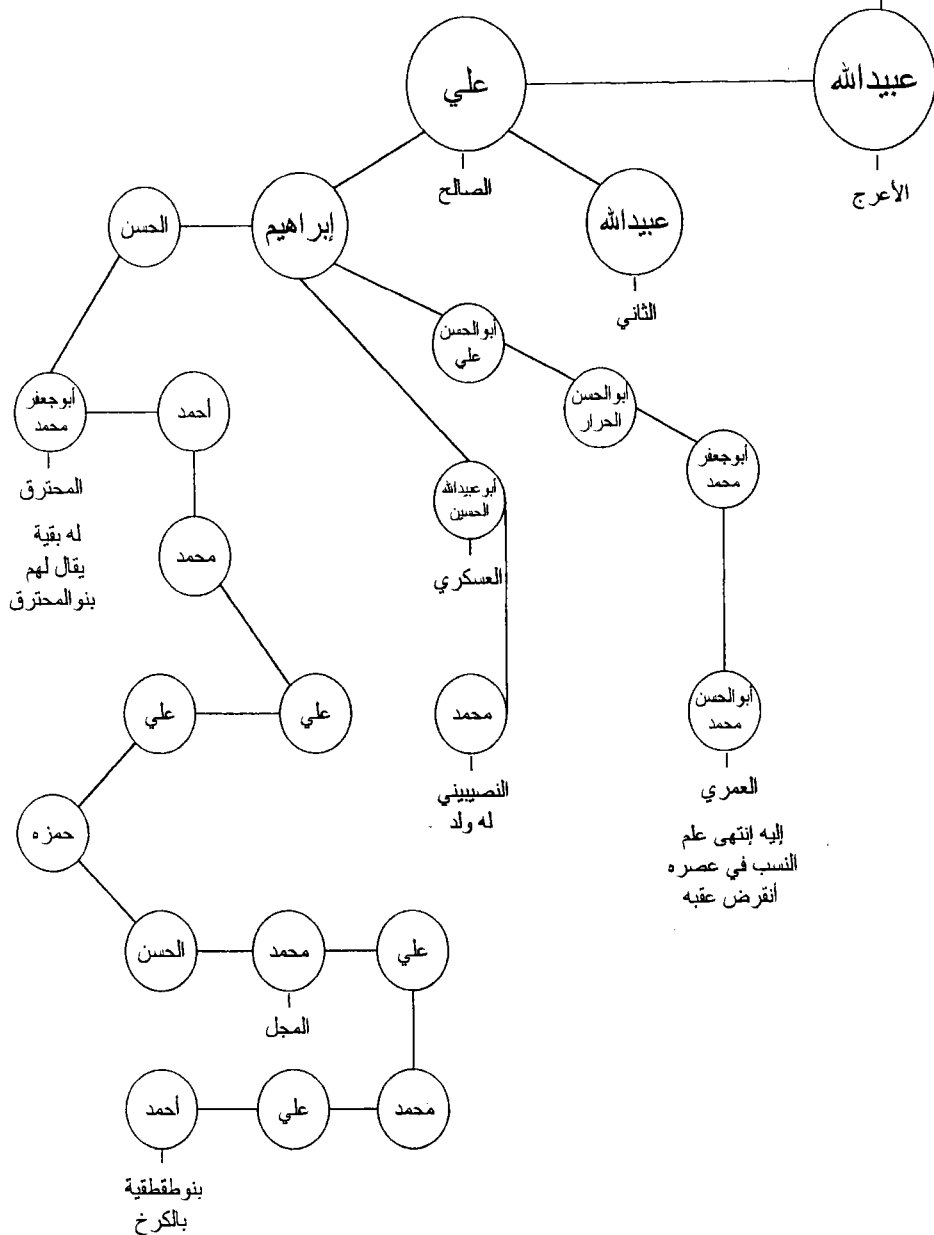 عبيدالله
الأعرج
علي
الصالح
عبيدالله
الثاني
إبراهيم
الحسن
أبوالحسن
علي
أبوالحسن
الحرار
أبوجعفر
محمد
أبوجعفر
محمد
المحترق
له بقية
يقال لهم
بنوالمحترق
أحمد
محمد
أبوعبيدالله
الحسين
العسكري
محمد
النصيبيني
له ولد
أبوالحسن
محمد
العمري
إليه إنتهى علم
النسب في عصره
أنقرض عقبه
علي
علي
حمزه
الحسن
محمد
المجل
علي
محمد
علي
أحمد
بنوطقطقية
بالكرخ